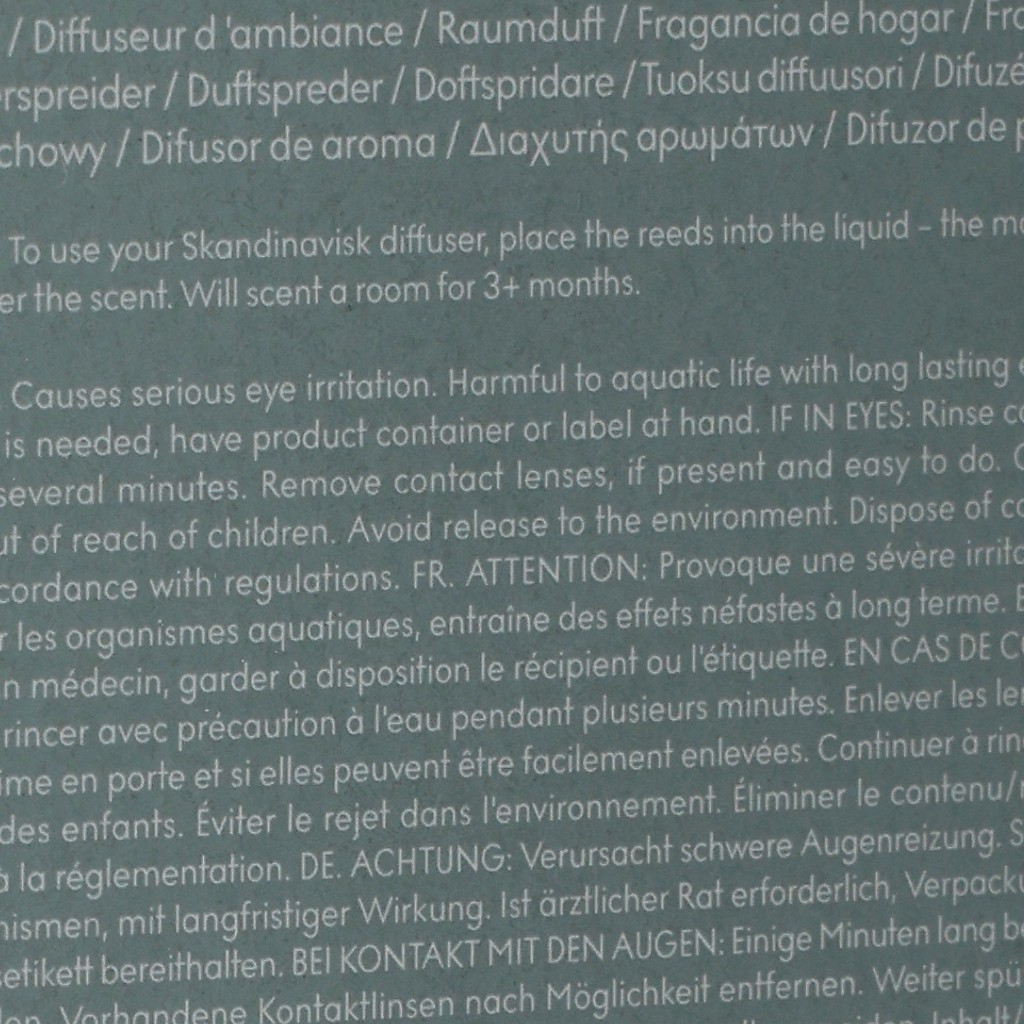 / Diffuseur d'ambiance / Raumduft / Fragancia de hogar /
/ Duftspreder / Doftspridare / Tuoksu diffuusori /
/ Difusor de aroma / Διαχυτής αρωμάτων / Difuzor de
To use your Skandinavisk diffuser, place the reeds into the liquid – the
the scent. Will scent a room for 3+ months.
Causes serious eye irritation. Harmful to aquatic life with long lasting
is needed, have product container or label at hand. IF IN EYES: Rinse
several minutes. Remove contact lenses, if present and easy to do.
of reach of children. Avoid release to the environment. Dispose of
with regulations. FR. ATTENTION: Provoque une sévère
les organismes aquatiques, entraîne des effets néfastes à long terme.
médecin, garder à disposition le récipient ou l'étiquette. EN CAS DE
rincer avec précaution à l'eau pendant plusieurs minutes. Enlever les
en porte et si elles peuvent être facilement enlevées. Continuer à
des enfants. Éviter le rejet dans l'environnement. Éliminer le contenu/
à la réglementation. DE. ACHTUNG: Verursacht schwere Augenreizung.
mit langfristiger Wirkung. Ist ärztlicher Rat erforderlich,
bereithalten. BEI KONTAKT MIT DEN AUGEN: Einige Minuten lang
Vorhandene Kontaktlinsen nach Möglichkeit entfernen. Weiter